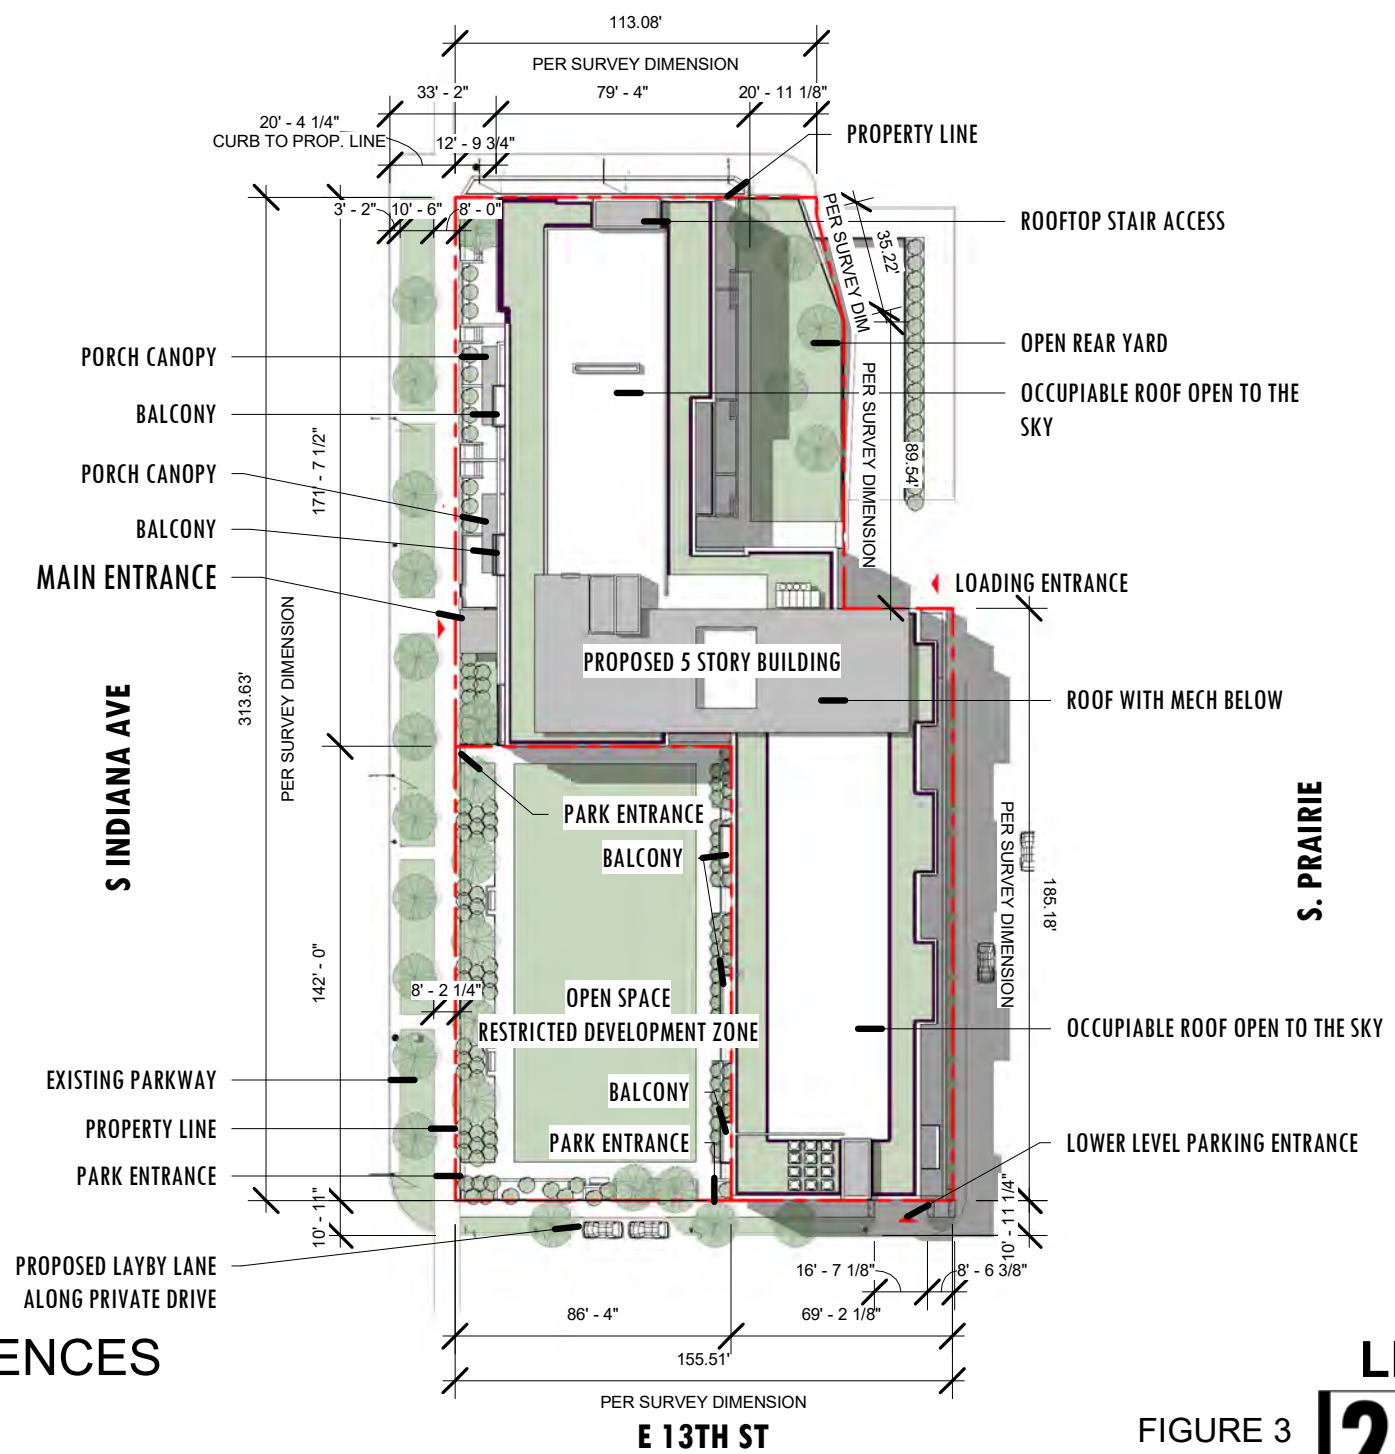 113.08'
PER SURVEY DIMENSION
33' - 2"
79' - 4"
20' - 11 1/8"
20' - 4 1/4"
CURB TO PROP. LINE
12' - 9 3/4"
PROPERTY LINE
3' - 2"
10' - 6"
8' - 0"
PER SURVEY DIM
35.22'
ROOFTOP STAIR ACCESS
PORCH CANOPY
OPEN REAR YARD
BALCONY
OCCUPIABLE ROOF OPEN TO THE
SKY
PER SURVEY DIMENSION
89.54'
171' - 7 1/2"
PORCH CANOPY
BALCONY
MAIN ENTRANCE
LOADING ENTRANCE
PROPOSED 5 STORY BUILDING
313.63'
PER SURVEY DIMENSION
ROOF WITH MECH BELOW
S INDIANA AVE
S. PRAIRIE
PARK ENTRANCE
BALCONY
PER SURVEY DIMENSION
185.18'
142' - 0"
8' - 2 1/4"
OPEN SPACE
RESTRICTED DEVELOPMENT ZONE
OCCUPIABLE ROOF OPEN TO THE SKY
EXISTING PARKWAY
BALCONY
PROPERTY LINE
PARK ENTRANCE
LOWER LEVEL PARKING ENTRANCE
PARK ENTRANCE
10' - 11"
10' - 11 1/4"
PROPOSED LAYBY LANE
ALONG PRIVATE DRIVE
16' - 7 1/8"
8' - 6 3/8"
86' - 4"
69' - 2 1/8"
ENCES
155.51'
PER SURVEY DIMENSION
E 13TH ST
FIGURE 3
2